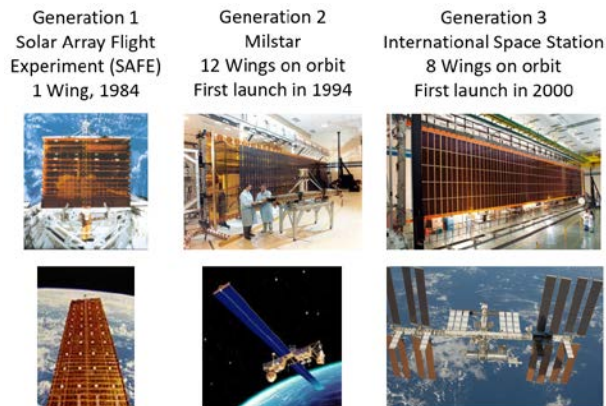 Generation 1
Solar Array Flight
Experiment (SAFE)
1 Wing, 1984
Generation 2
Milstar
12 Wings on orbit
First launch in 1994
Generation 3
International Space Station
8 Wings on orbit
First launch in 2000